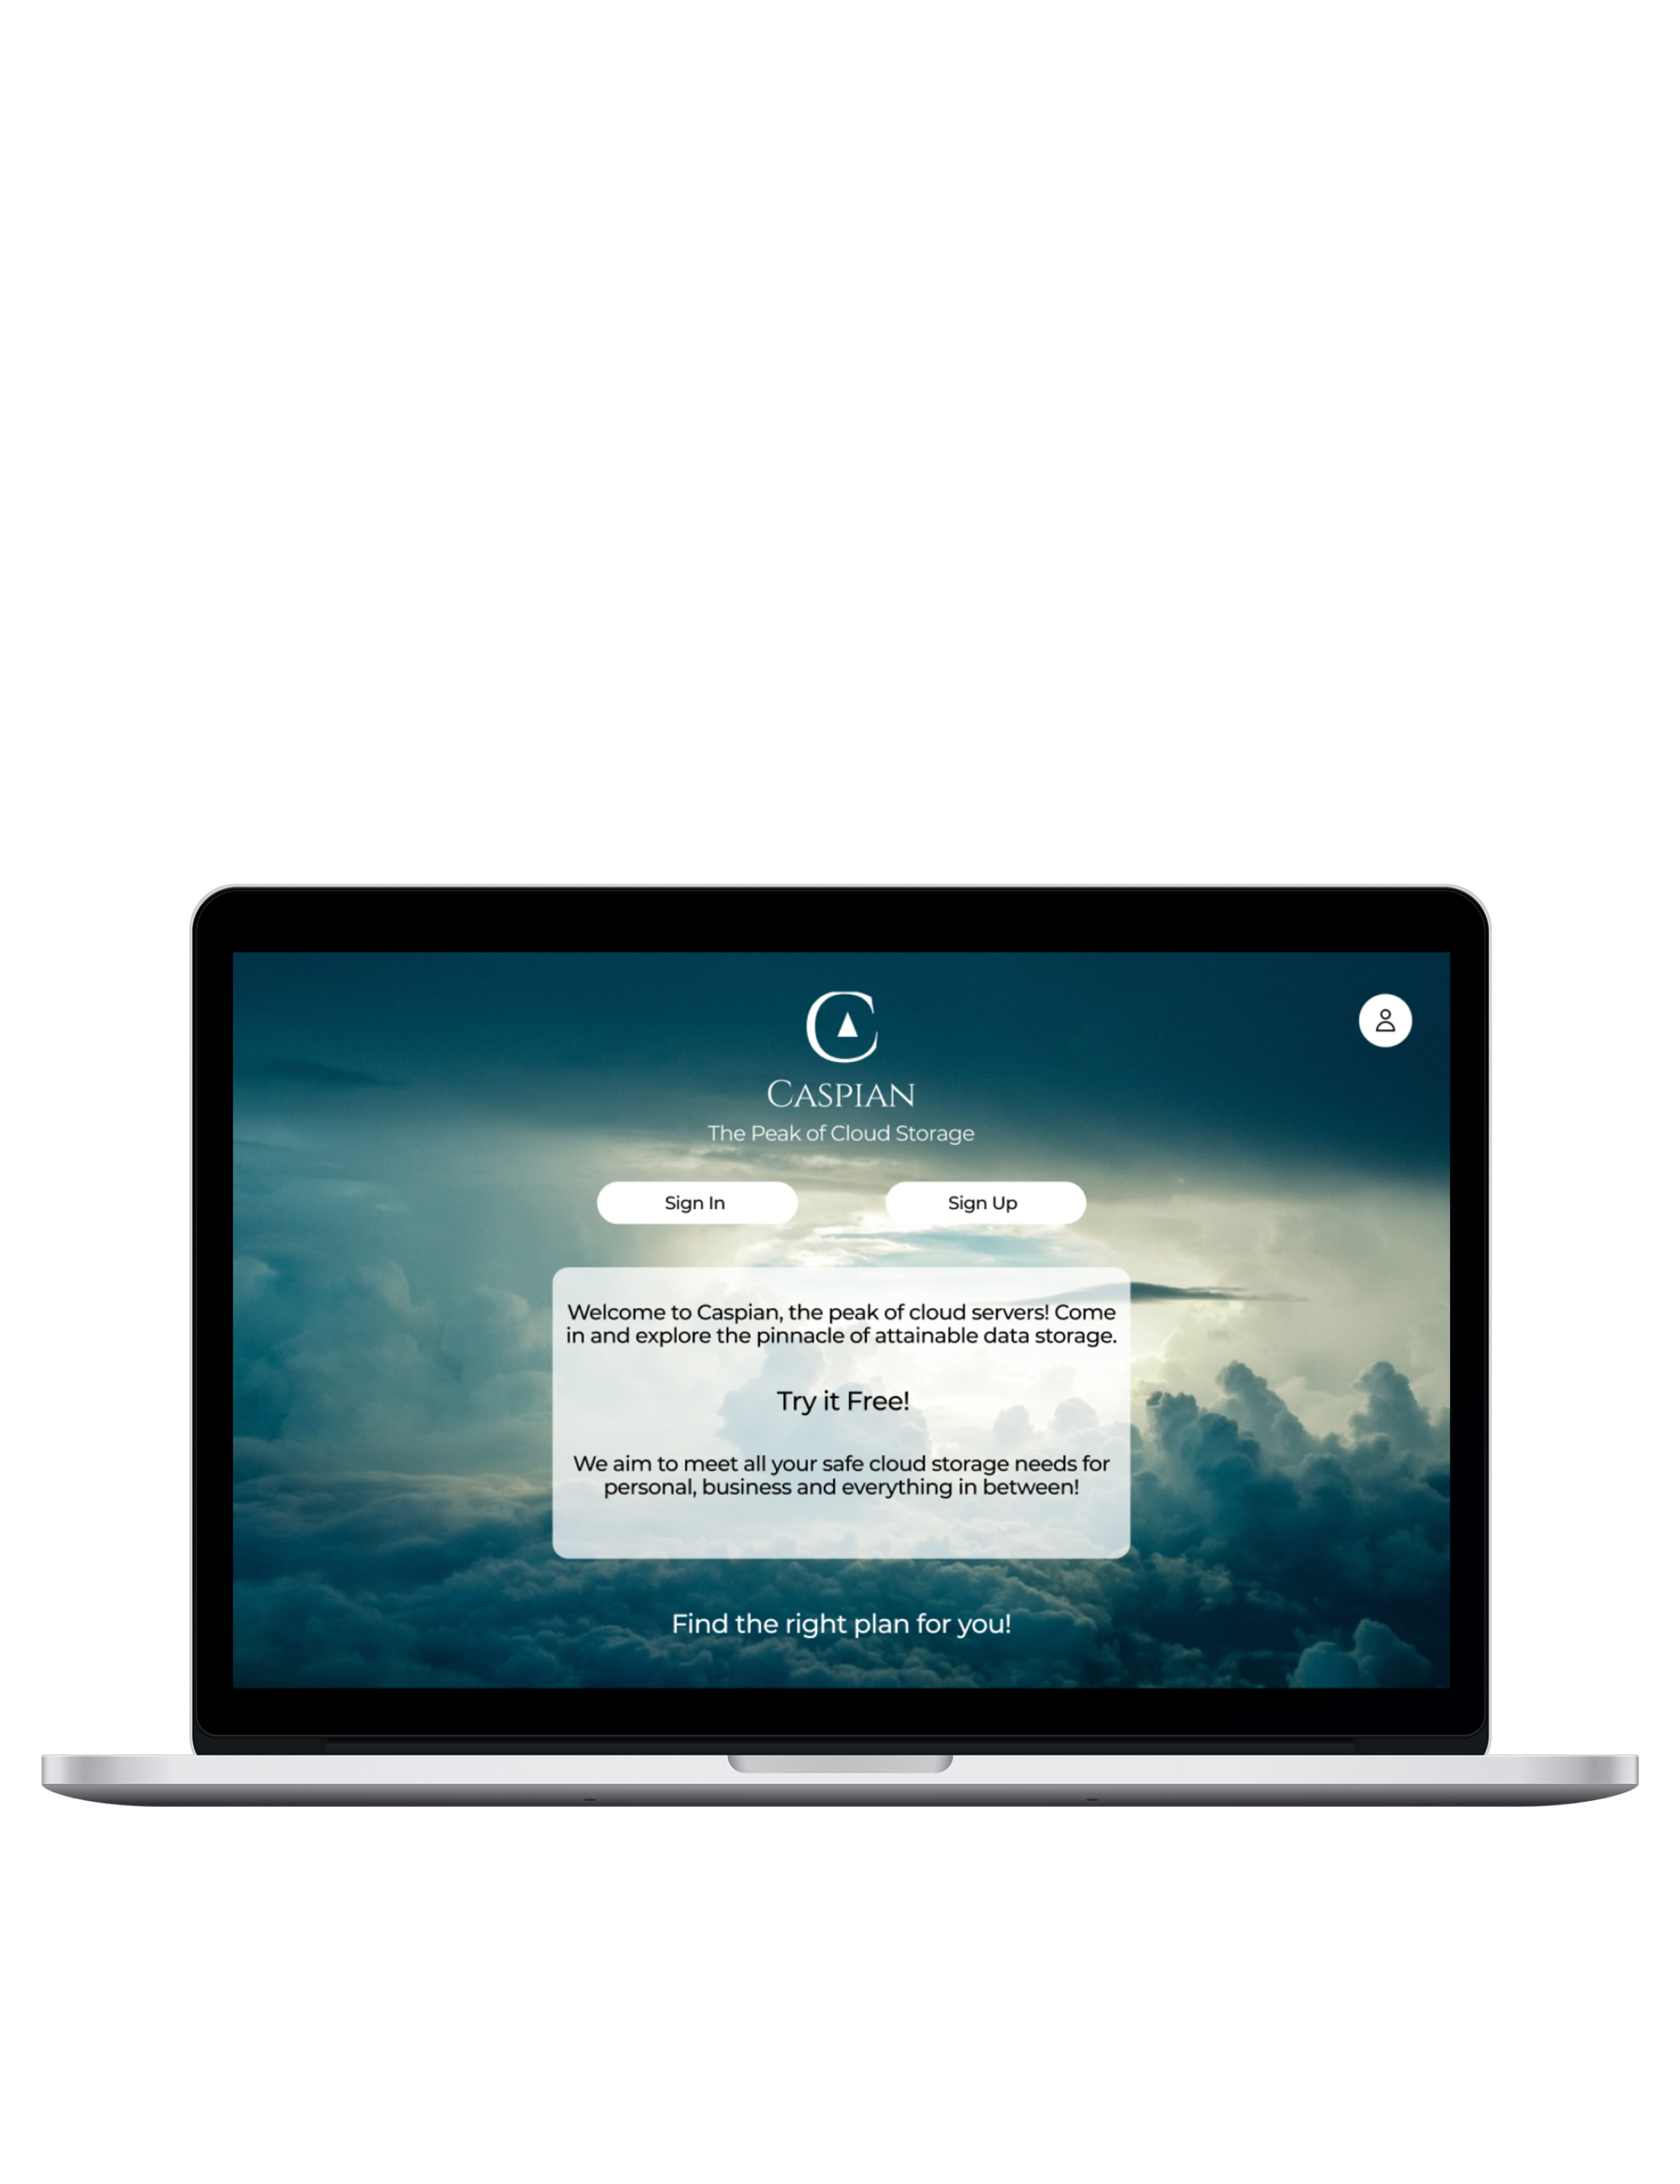 C
CASPIAN
The Peak of Cloud Storage
Sign In
Sign Up
Welcome to Caspian, the peak of cloud servers! Come
in and explore the pinnacle of attainable data storage.
Try it Free!
We aim to meet all your safe cloud storage needs for
personal, business and everything in between!
Find the right plan for you!